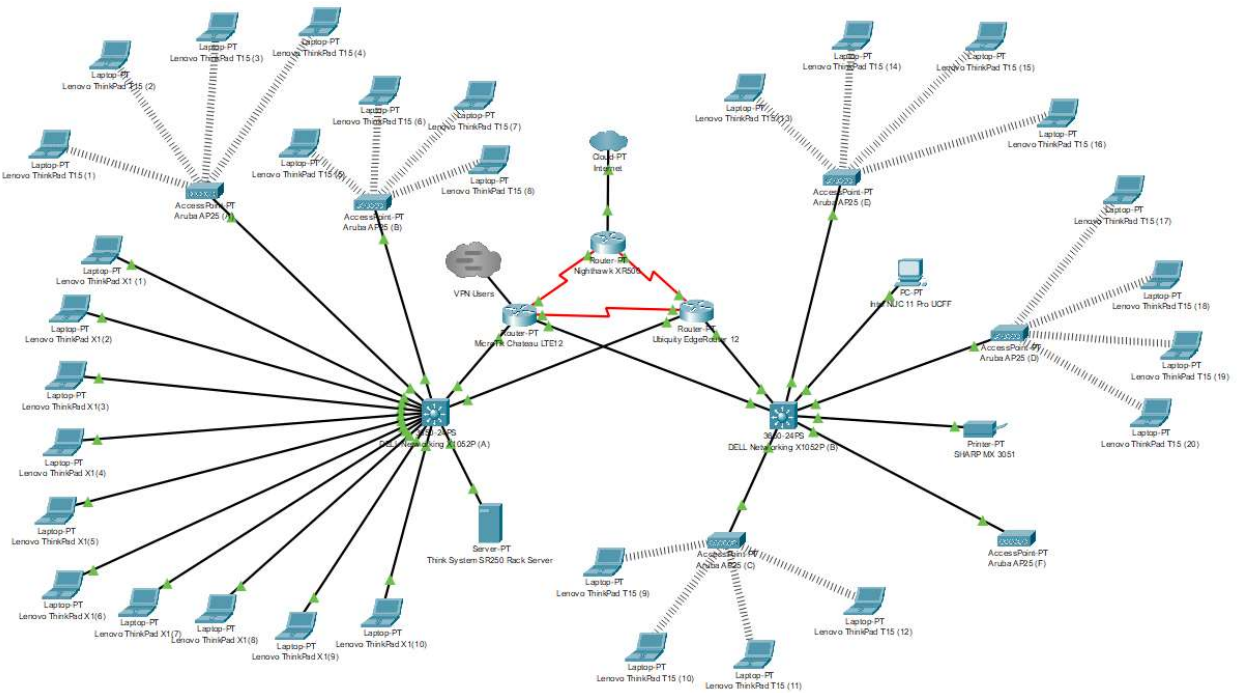 Laptop-PT
Lenovo ThinkPad T15 (1)
Laptop-PT
Lenovo ThinkPad T15 (2)
Laptop-PT
Lenovo ThinkPad T15 (3)
Laptop-PT
Lenovo ThinkPad T15 (4)
AccessPoint-PT
Aruba AP25 (A)
Laptop-PT
Lenovo ThinkPad T15 (5)
Laptop-PT
Lenovo ThinkPad T15 (6)
Laptop-PT
Lenovo ThinkPad T15 (7)
Laptop-PT
Lenovo ThinkPad T15 (8)
AccessPoint-PT
Aruba AP25 (B)
Cloud-PT
Internet
Router-PT
Nighthawk XR500
VPN Users
Router-PT
MicroTik Chateau LTE12
Router-PT
Ubiquity EdgeRouter 12
Laptop-PT
Lenovo ThinkPad T15 (13)
Laptop-PT
Lenovo ThinkPad T15 (14)
Laptop-PT
Lenovo ThinkPad T15 (15)
Laptop-PT
Lenovo ThinkPad T15 (16)
AccessPoint-PT
Aruba AP25 (E)
Laptop-PT
Lenovo ThinkPad T15 (17)
Laptop-PT
Lenovo ThinkPad T15 (18)
Laptop-PT
Lenovo ThinkPad T15 (19)
Laptop-PT
Lenovo ThinkPad T15 (20)
AccessPoint-PT
Aruba AP25 (D)
PC-PT
Intel NUC 11 Pro UCFF
Laptop-PT
Lenovo ThinkPad X1 (1)
Laptop-PT
Lenovo ThinkPad X1(2)
Laptop-PT
Lenovo ThinkPad X1(3)
Laptop-PT
Lenovo ThinkPad X1(4)
Laptop-PT
Lenovo ThinkPad X1(5)
Laptop-PT
Lenovo ThinkPad X1(6)
Laptop-PT
Lenovo ThinkPad X1(7)
Laptop-PT
Lenovo ThinkPad X1(8)
Laptop-PT
Lenovo ThinkPad X1(9)
Laptop-PT
Lenovo ThinkPad X1(10)
3650-24PS
DELL Networking X1052P (A)
Server-PT
Think System SR250 Rack Server
3650-24PS
DELL Networking X1052P (B)
Printer-PT
SHARP MX 3051
AccessPoint-PT
Aruba AP25 (F)
AccessPoint-PT
Aruba AP25 (C)
Laptop-PT
Lenovo ThinkPad T15 (9)
Laptop-PT
Lenovo ThinkPad T15 (10)
Laptop-PT
Lenovo ThinkPad T15 (11)
Laptop-PT
Lenovo ThinkPad T15 (12)